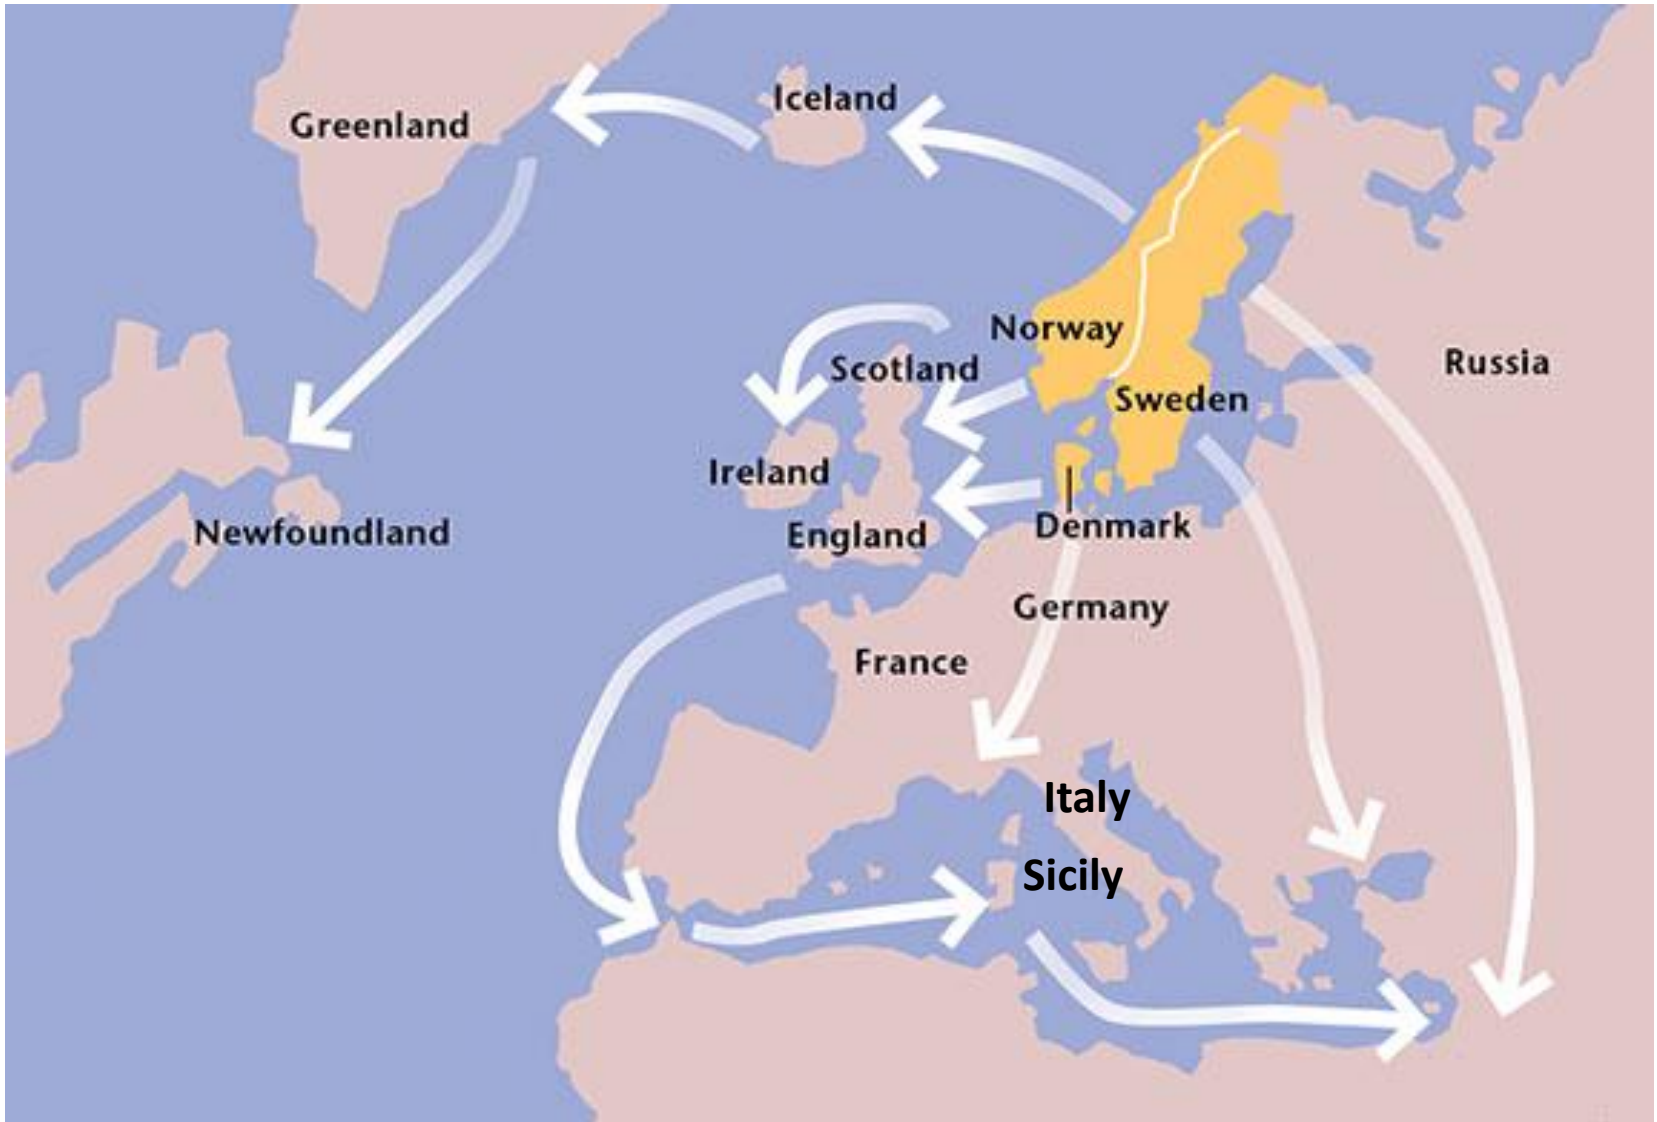 Iceland
Greenland
Norway
Scotland
Russia
Sweden
Ireland
Newfoundland
England
Denmark
Germany
France
Italy
Sicily